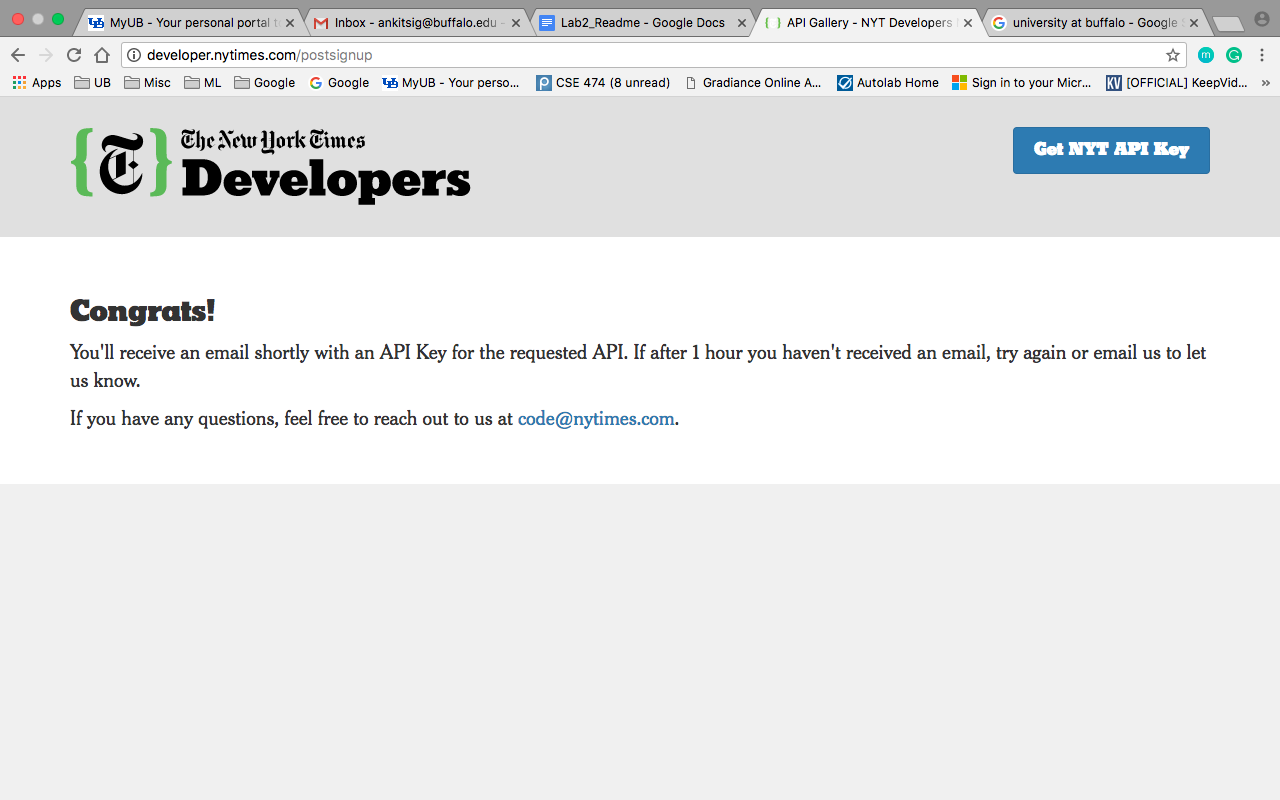 MyUB - Your personal portal t
Inbox - ankitsig@buffalo.edu -
Lab2_Readme - Google Docs
API Gallery - NYT Developers
university at buffalo - Google S
developer.nytimes.com/postsignup
Apps
UB
Misc
ML
Google
Google
MyUB - Your perso...
CSE 474 (8 unread)
Gradiance Online A...
Autolab Home
Sign in to your Micr...
KV
[OFFICIAL] KeepVid...
»
{T}
The New York Times
Developers
Get NYT API Key
Congrats!
You'll receive an email shortly with an API Key for the requested API. If after 1 hour you haven't received an email, try again or email us to let
us know.
If you have any questions, feel free to reach out to us at code@nytimes.com.